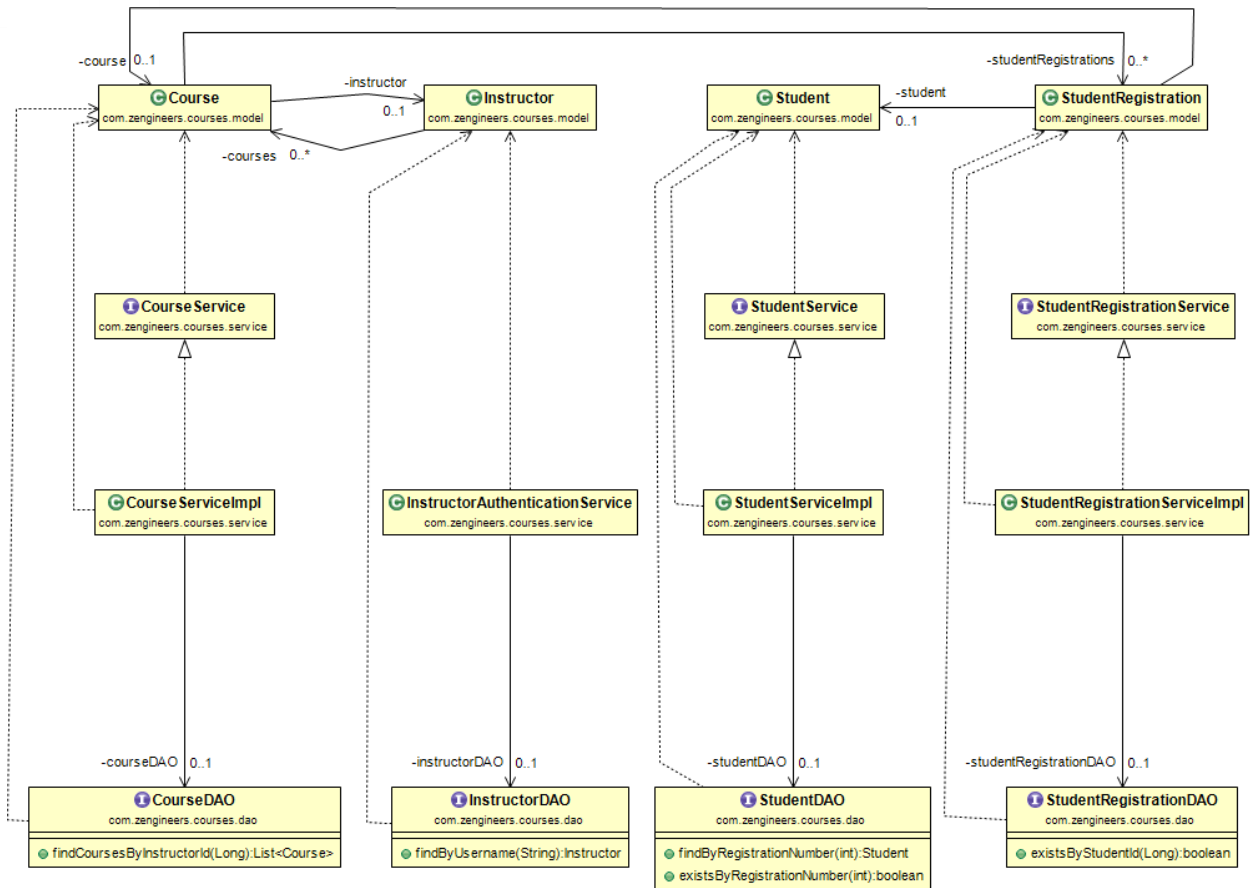 -course 0..1
-studentRegistrations 0..*
-instructor
0..1
-student
0..1
C Course
com.zengineers.courses.model
C Instructor
com.zengineers.courses.model
C Student
com.zengineers.courses.model
C StudentRegistration
com.zengineers.courses.model
-courses 0..*
I CourseService
com.zengineers.courses.service
I StudentService
com.zengineers.courses.service
I StudentRegistrationService
com.zengineers.courses.service
C CourseServiceImpl
com.zengineers.courses.service
C InstructorAuthenticationService
com.zengineers.courses.service
C StudentServiceImpl
com.zengineers.courses.service
C StudentRegistrationServiceImpl
com.zengineers.courses.service
-courseDAO 0..1
-instructorDAO 0..1
-studentDAO 0..1
-studentRegistrationDAO 0..1
I CourseDAO
com.zengineers.courses.dao
findCoursesByInstructorId(Long):List<Course>
I InstructorDAO
com.zengineers.courses.dao
findByUsername(String):Instructor
I StudentDAO
com.zengineers.courses.dao
findByRegistrationNumber(int):Student
existsByRegistrationNumber(int):boolean
I StudentRegistrationDAO
com.zengineers.courses.dao
existsByStudentId(Long):boolean